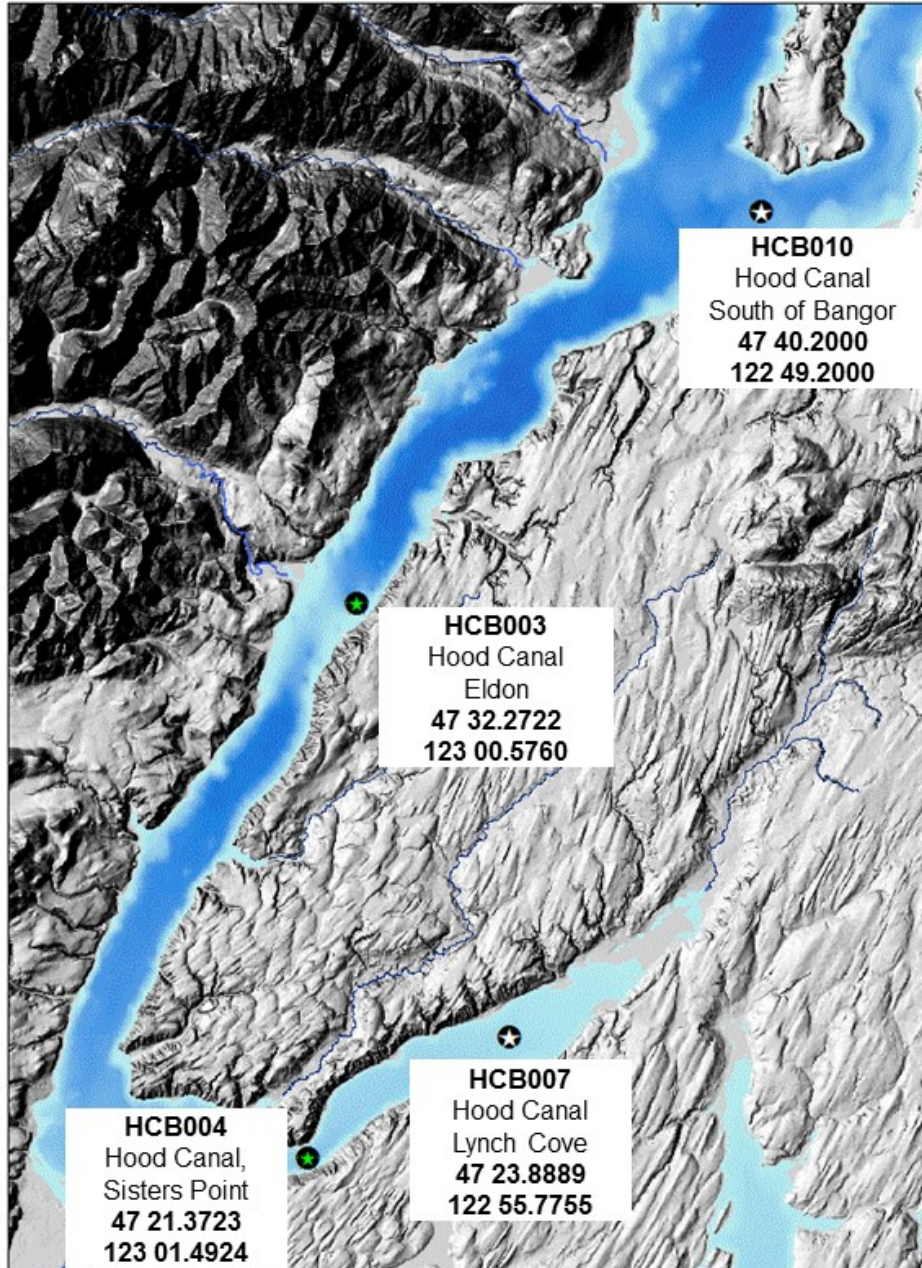 HCB010
Hood Canal
South of Bangor
47 40.2000
122 49.2000
HCB003
Hood Canal
Eldon
47 32.2722
123 00.5760
HCB007
Hood Canal
Lynch Cove
47 23.8889
122 55.7755
HCB004
Hood Canal,
Sisters Point
47 21.3723
123 01.4924